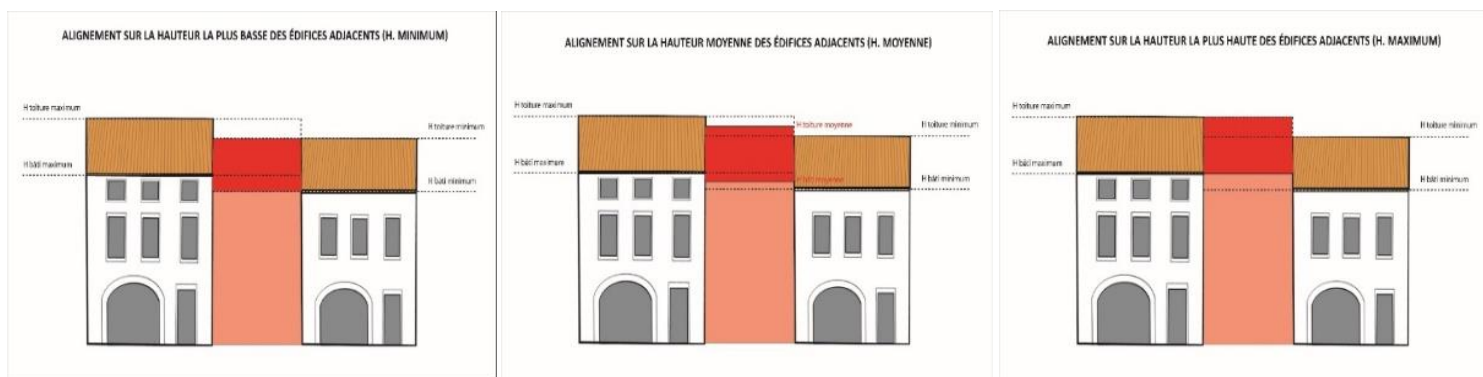 ALIGNEMENT SUR LA HAUTEUR LA PLUS BASSE DES ÉDIFICES ADJACENTS (H. MINIMUM)
H toiture maximum
H toiture minimum
H bâti maximum
H bâti minimum
ALIGNEMENT SUR LA HAUTEUR MOYENNE DES ÉDIFICES ADJACENTS (H. MOYENNE)
H toiture maximum
H toiture moyenne
H toiture minimum
H bâti maximum
H bâti moyenne
H bâti minimum
ALIGNEMENT SUR LA HAUTEUR LA PLUS HAUTE DES ÉDIFICES ADJACENTS (H. MAXIMUM)
H toiture maximum
H toiture minimum
H bâti maximum
H bâti minimum